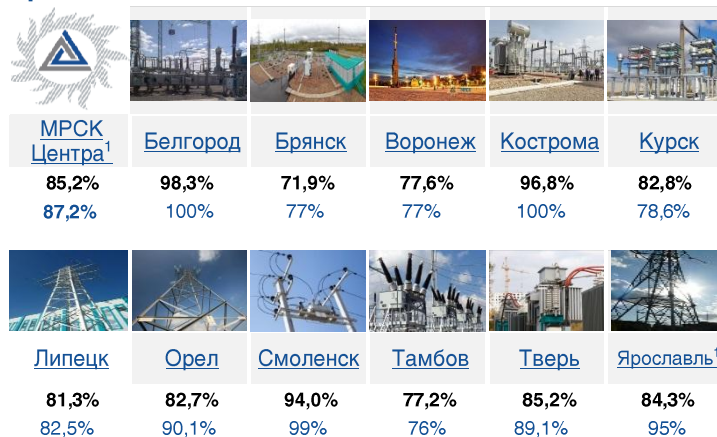 МРСК
Центра¹
Белгород
Брянск
Воронеж
Кострома
Курск
85,2% 98,3% 71,9% 77,6% 96,8% 82,8%
87,2% 100% 77% 77% 100% 78,6%
Липецк Орел Смоленск Тамбов Тверь Ярославль¹
81,3% 82,7% 94,0% 77,2% 85,2% 84,3%
82,5% 90,1% 99% 76% 89,1% 95%